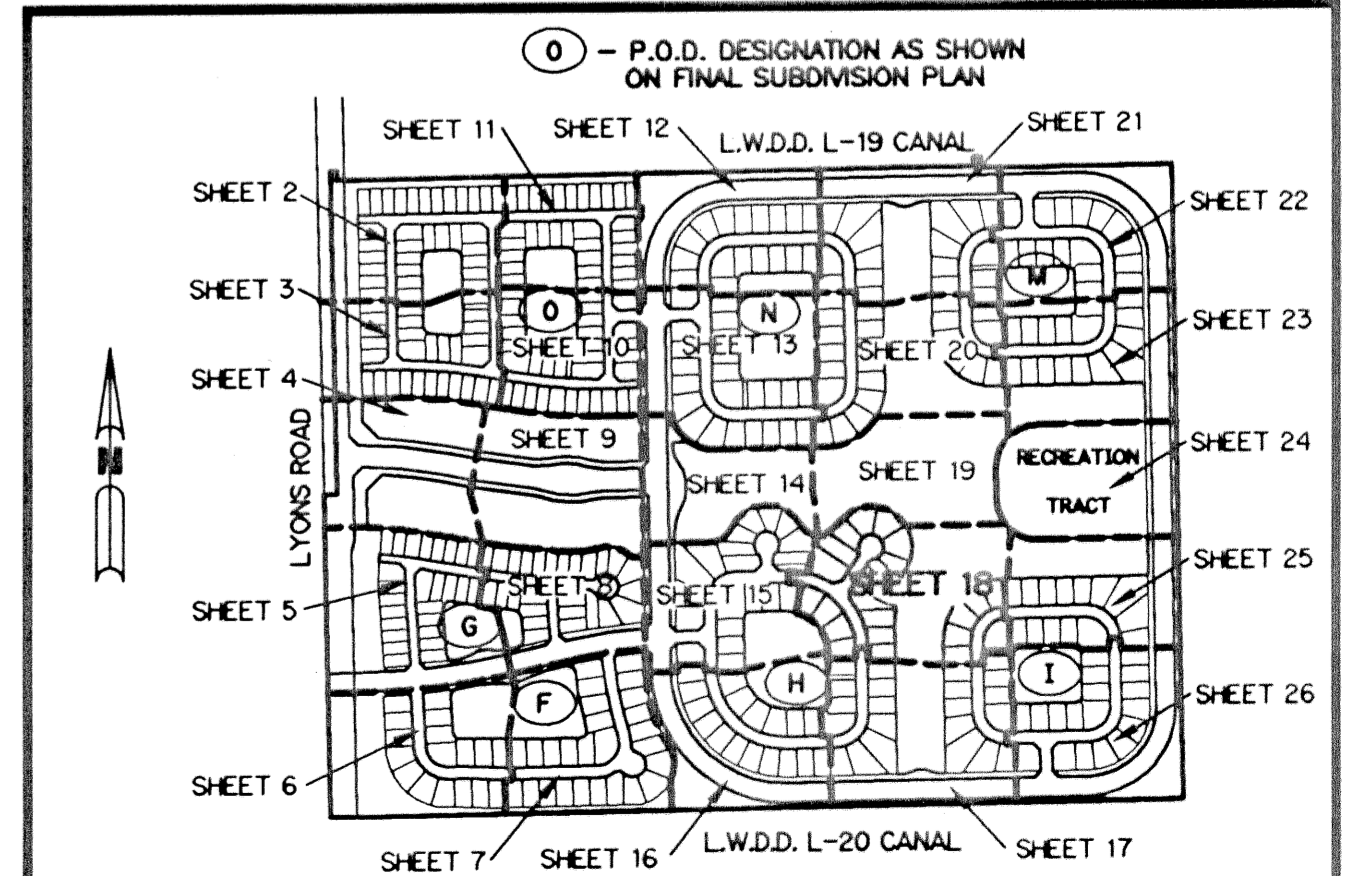 O - P.O.D. DESIGNATION AS SHOWN
ON FINAL SUBDIVISION PLAN
SHEET 11
SHEET 12
L.W.D.D. L-19 CANAL
SHEET 21
SHEET 2
SHEET 22
SHEET 3
M
O
N
SHEET 23
SHEET 10
SHEET 13
SHEET 20
SHEET 4
N
LYONS ROAD
SHEET 9
SHEET 14
SHEET 19
RECREATION
TRACT
SHEET 24
SHEET 25
SHEET 5
SHEET 8
SHEET 15
SHEET 18
G
F
H
I
SHEET 26
SHEET 6
SHEET 7
SHEET 16
L.W.D.D. L-20 CANAL
SHEET 17